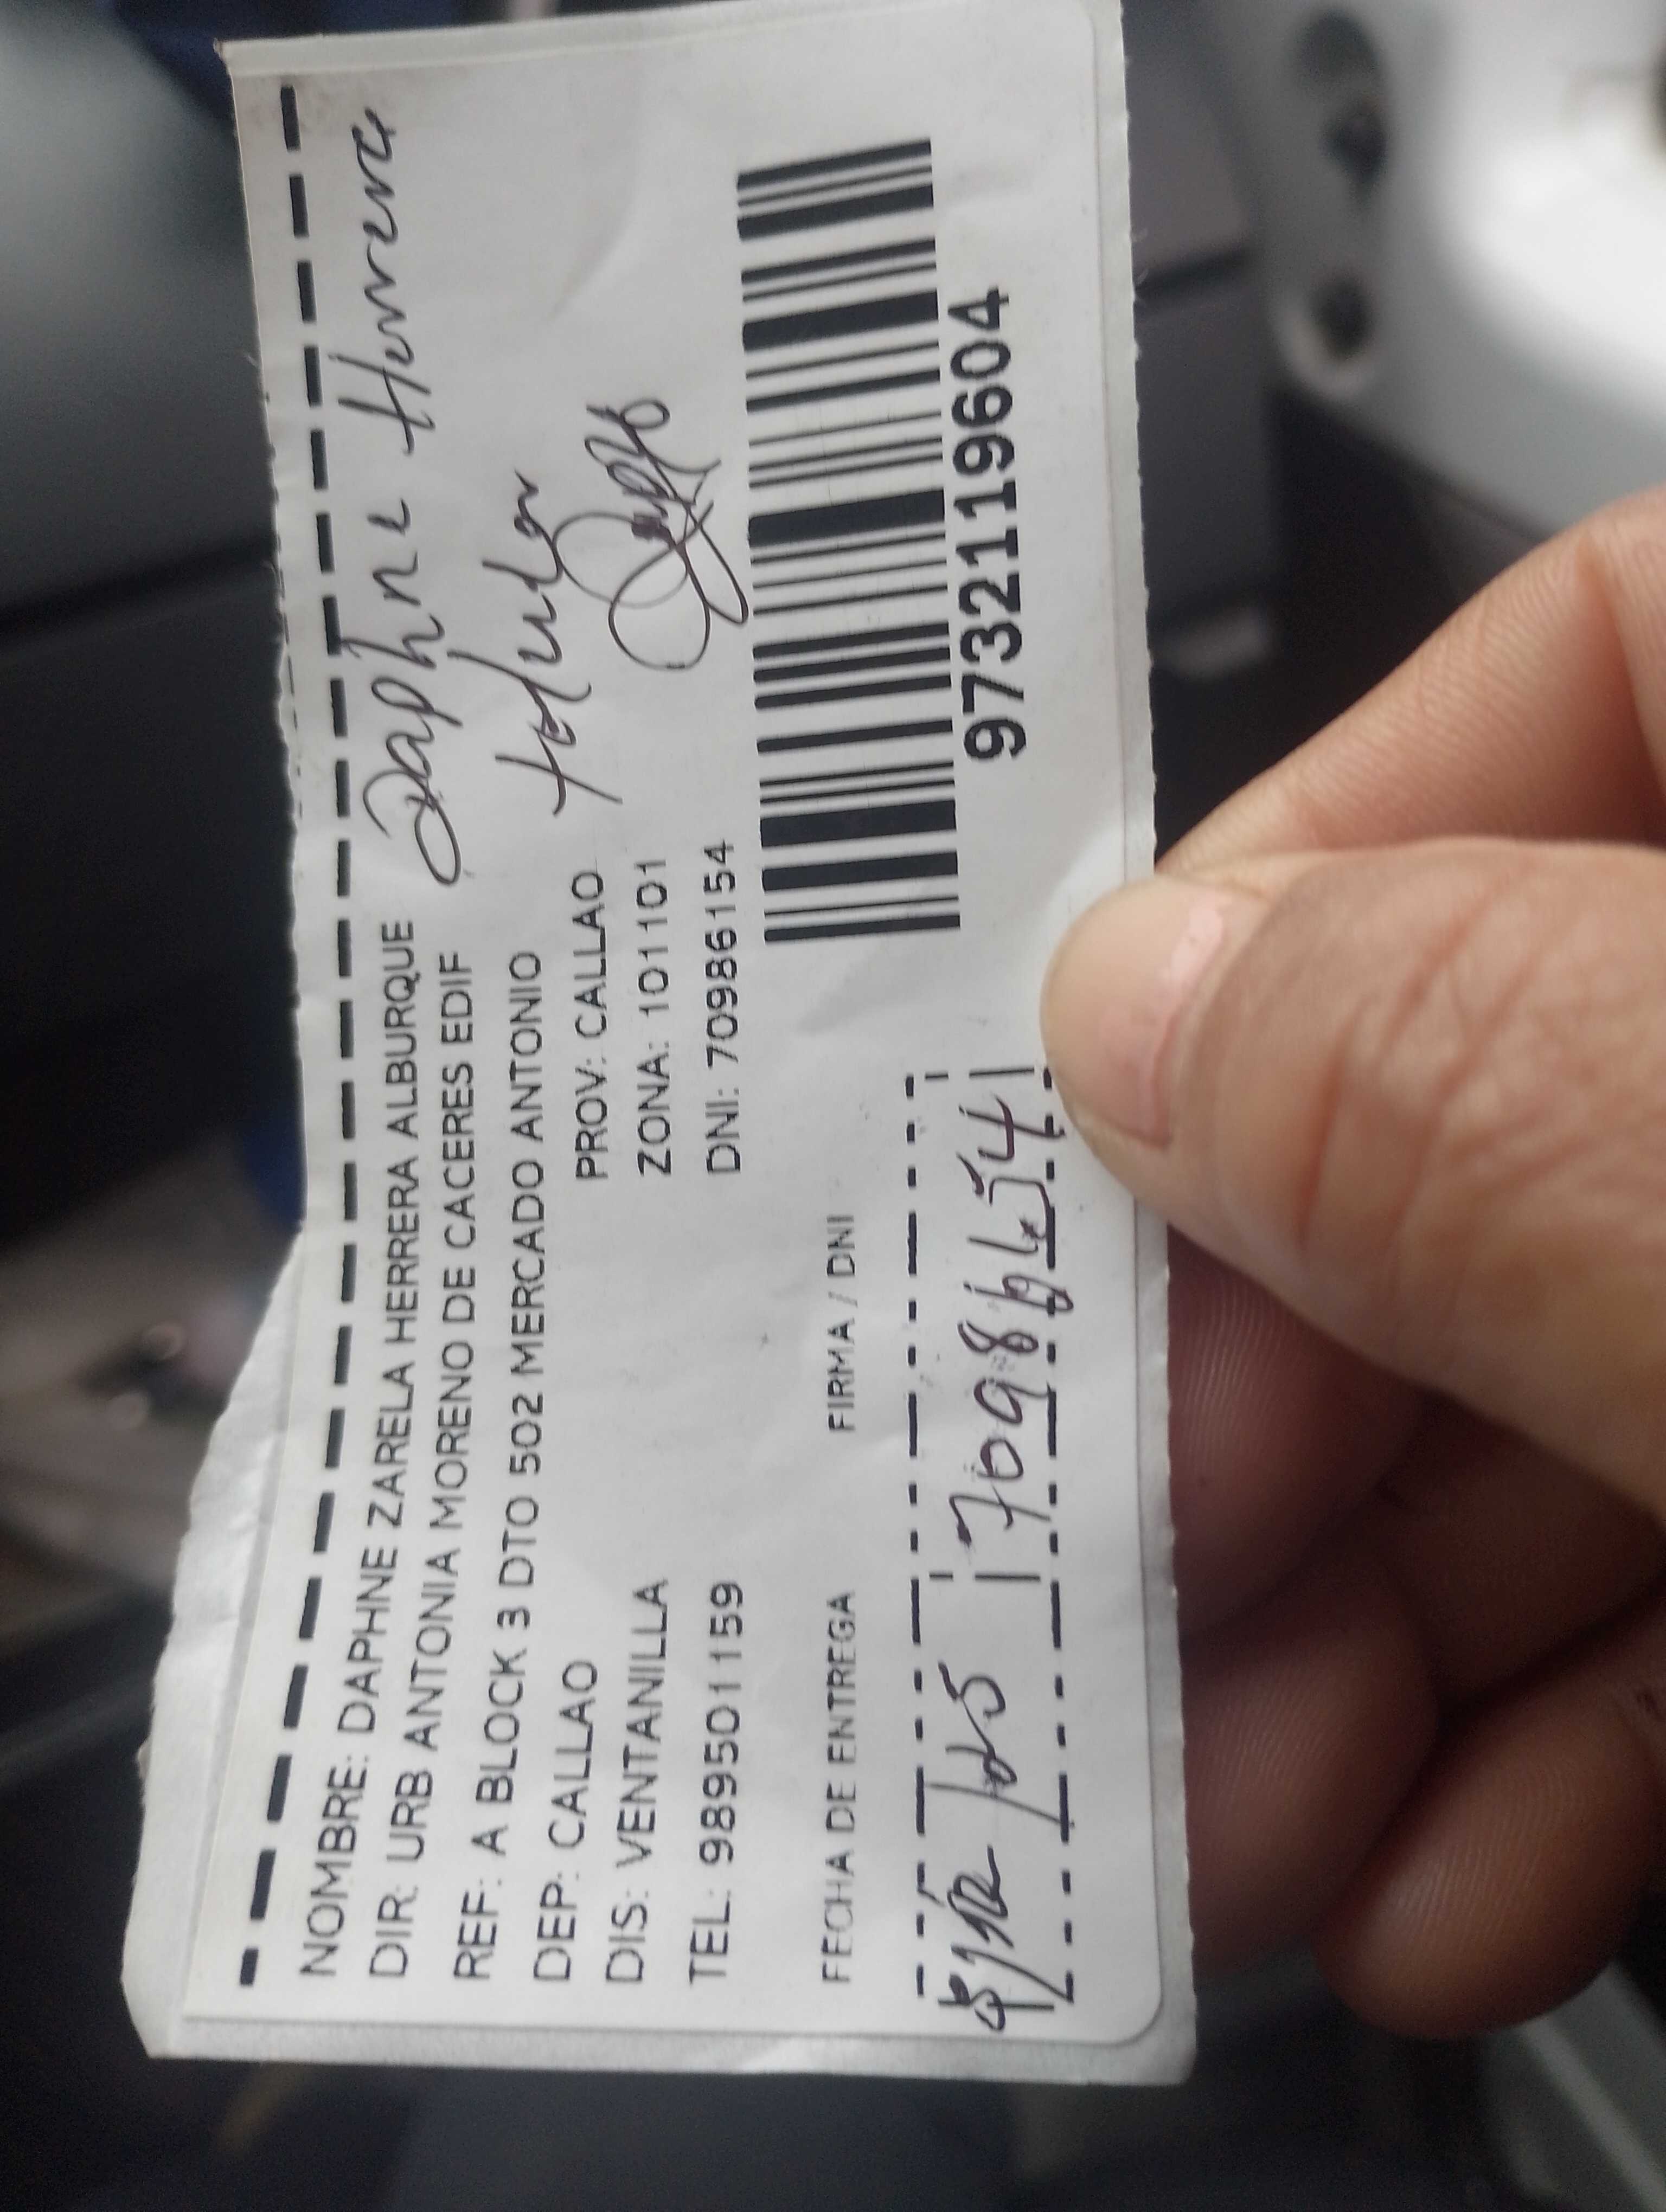 NOMBRE: DAPHNE ZARELA HERRERA ALBURQUE
DIR: URB ANTONIA MORENO DE CACERES EDIF
REF: A BLOCK 3 DTO 502 MERCADO ANTONIO
DEP: CALLAO PROV: CALLAO
DIS: VENTANILLA ZONA: 101101
TEL: 989501159 DNI: 70986154
Daphne Herrera
titular
9732119604
FECHA DE ENTREGA FIRMA / DNI
70986154